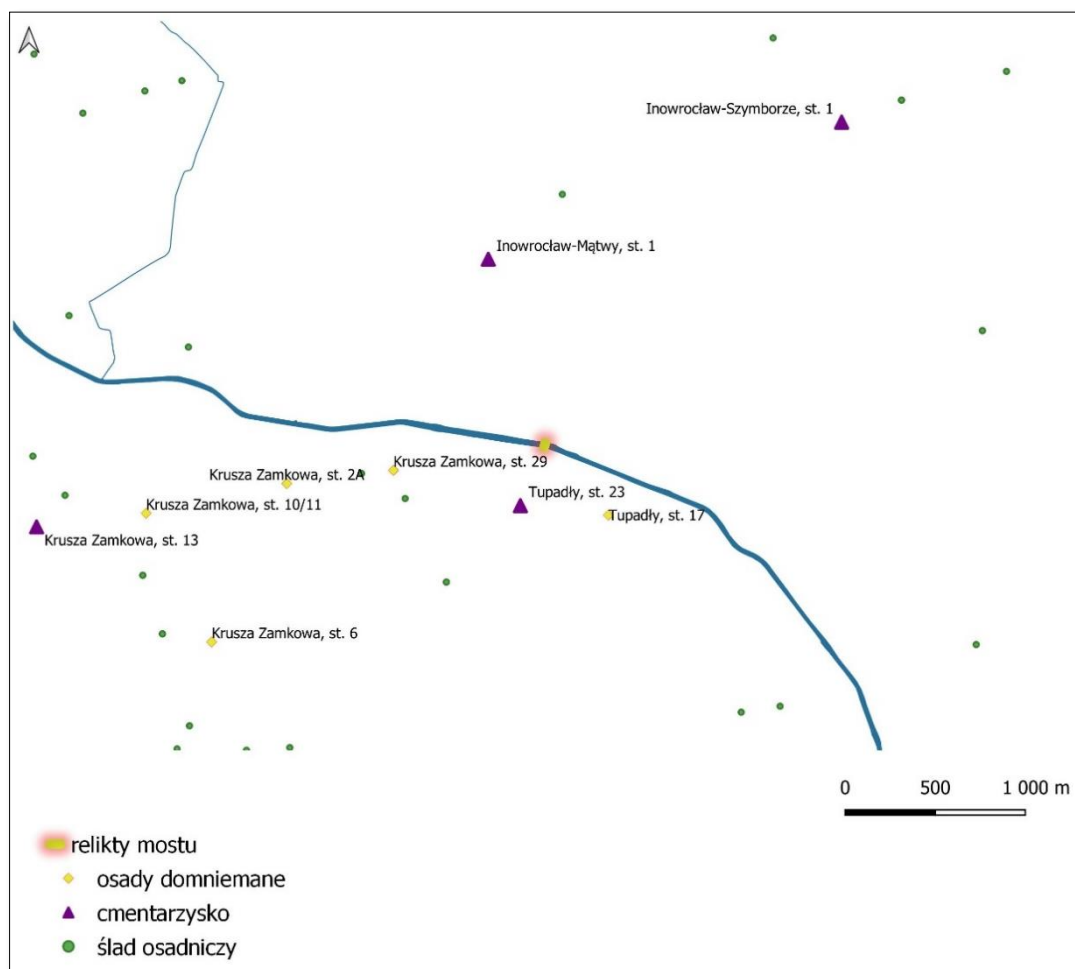 Inowrocław-Szymborze, st. 1
Inowrocław-Mątwy, st. 1
Krusza Zamkowa, st. 29
Krusza Zamkowa, st. 2A
Tupadły, st. 23
Krusza Zamkowa, st. 10/11
Tupadły, st. 17
Krusza Zamkowa, st. 13
Krusza Zamkowa, st. 6
0 500 1 000 m
relikty mostu
osady domniemane
cmentarzysko
ślad osadniczy